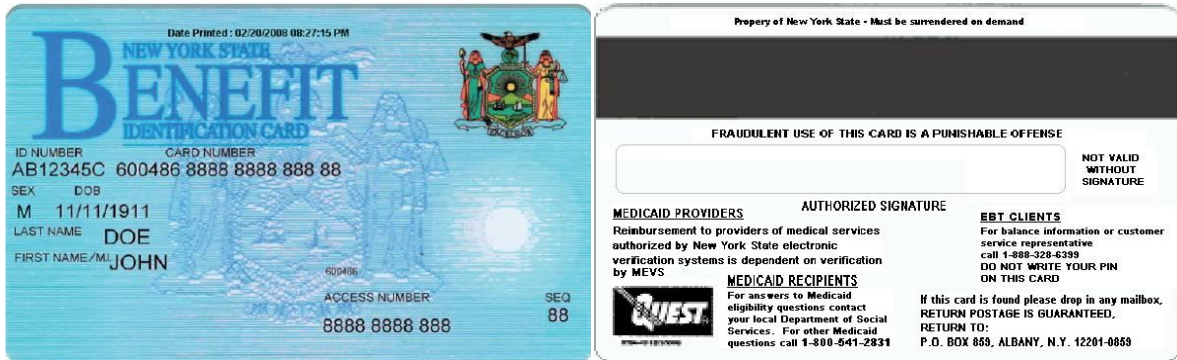 Date Printed : 02/20/2008 08:27:15 PM
NEW YORK STATE
BENEFIT
IDENTIFICATION CARD
EXCELSIOR
ID NUMBER CARD NUMBER
AB12345C 600486 8888 8888 888 88
SEX DOB
M 11/11/1911
LAST NAME DOE
FIRST NAME/M.I. JOHN
600486
ACCESS NUMBER SEQ
8888 8888 888 88
Propery of New York State - Must be surrendered on demand
FRAUDULENT USE OF THIS CARD IS A PUNISHABLE OFFENSE
NOT VALID
WITHOUT
SIGNATURE
AUTHORIZED SIGNATURE
MEDICAID PROVIDERS
Reimbursement to providers of medical services
authorized by New York State electronic
verification systems is dependent on verification
by MEVS
QUEST
MEDICAID RECIPIENTS
For answers to Medicaid
eligibility questions contact
your local Department of Social
Services. For other Medicaid
questions call 1-800-541-2831
EBT CLIENTS
For balance information or customer
service representative
call 1-888-328-6399
DO NOT WRITE YOUR PIN
ON THIS CARD
If this card is found please drop in any mailbox,
RETURN POSTAGE IS GUARANTEED,
RETURN TO:
P.O. BOX 859, ALBANY, N.Y. 12201-0859